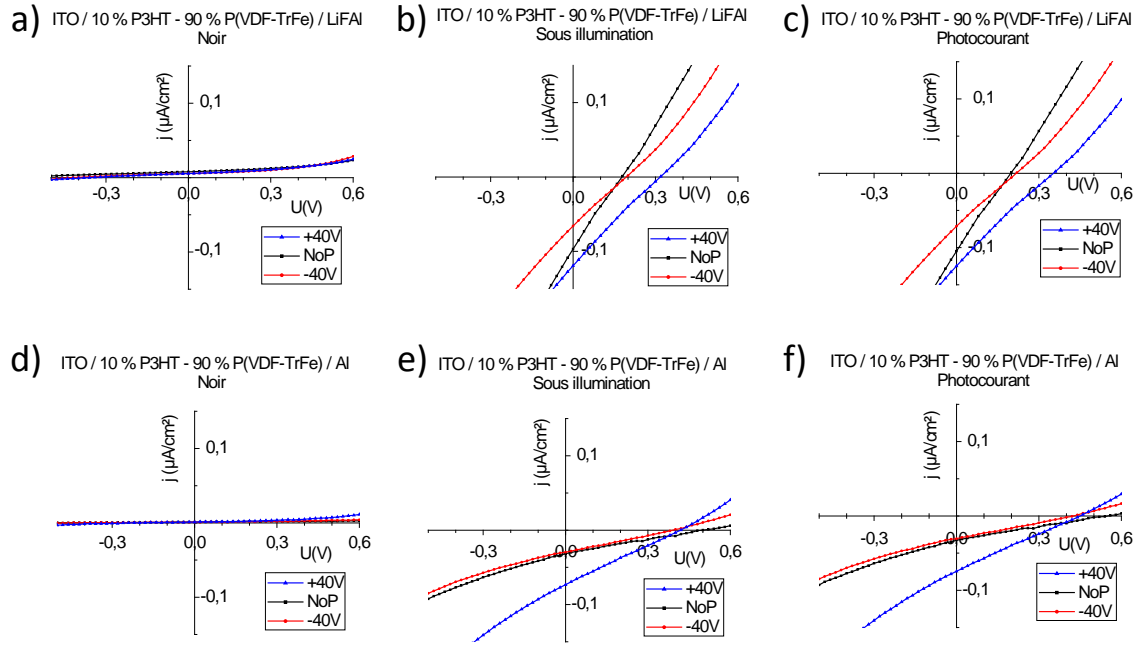 a)
ITO / 10 % P3HT - 90 % P(VDF-TrFe) / LiFAl
Noir
j (µA/cm²)
0,1
-0,3
0,0
0,3
0,6
U(V)
-0,1
+40V
NoP
-40V
b)
ITO / 10 % P3HT - 90 % P(VDF-TrFe) / LiFAl
Sous illumination
j (µA/cm²)
0,1
-0,3
0,0
0,3
0,6
U(V)
-0,1
+40V
NoP
-40V
c)
ITO / 10 % P3HT - 90 % P(VDF-TrFe) / LiFAl
Photocourant
j (µA/cm²)
0,1
-0,3
0,0
0,3
0,6
U(V)
-0,1
+40V
NoP
-40V
d)
ITO / 10 % P3HT - 90 % P(VDF-TrFe) / Al
Noir
j (µA/cm²)
0,1
-0,3
0,0
0,3
0,6
U(V)
-0,1
+40V
NoP
-40V
e)
ITO / 10 % P3HT - 90 % P(VDF-TrFe) / Al
Sous illumination
j (µA/cm²)
0,1
-0,3
0,0
0,3
0,6
U(V)
-0,1
+40V
NoP
-40V
f)
ITO / 10 % P3HT - 90 % P(VDF-TrFe) / Al
Photocourant
j (µA/cm²)
0,1
-0,3
0,0
0,3
0,6
U(V)
-0,1
+40V
NoP
-40V